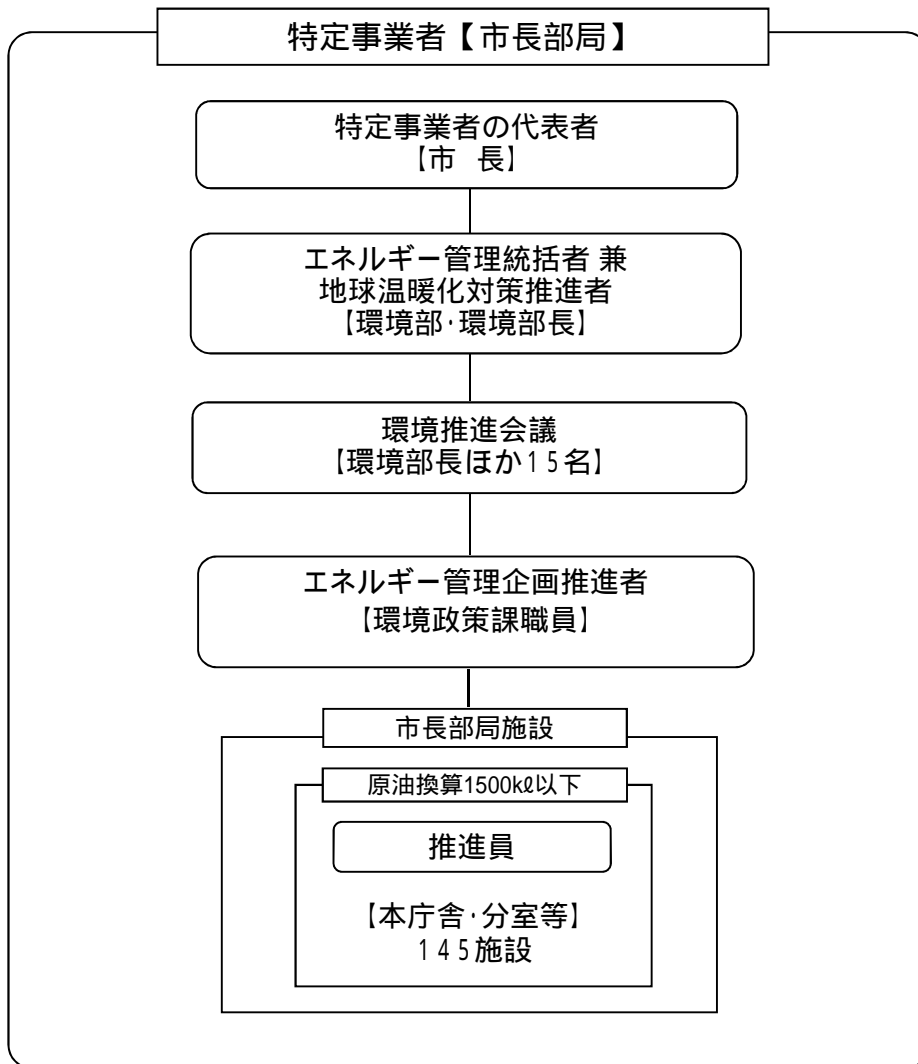 特定事業者【市長部局】
特定事業者の代表者
【市 長】
エネルギー管理統括者 兼
地球温暖化対策推進者
【環境部・環境部長】
環境推進会議
【環境部長ほか15名】
エネルギー管理企画推進者
【環境政策課職員】
市長部局施設
原油換算1500kℓ以下
推進員
【本庁舎・分室等】
145施設